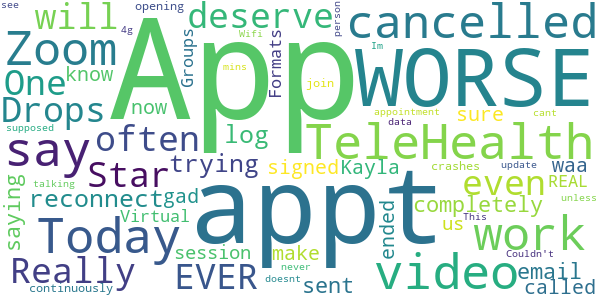 see
opening
4g
will
deserve
person
cancelled
Wifi
Im
Zoom
App
Groups
Formats
WORSE
One
know
mins
join
Drops
now
log
data
appointment
cant
sure
supposed
often
TeleHealth
say
Star
trying
signed
Kayla
crashes
update
waa
talking
reconnect
gad
appt
even
REAL
unless
saying
Virtual
completely
Today
ended
us
This
work
session
make
Couldn't
Really
EVER
never
doesnt
video
email
continuously
sent
called